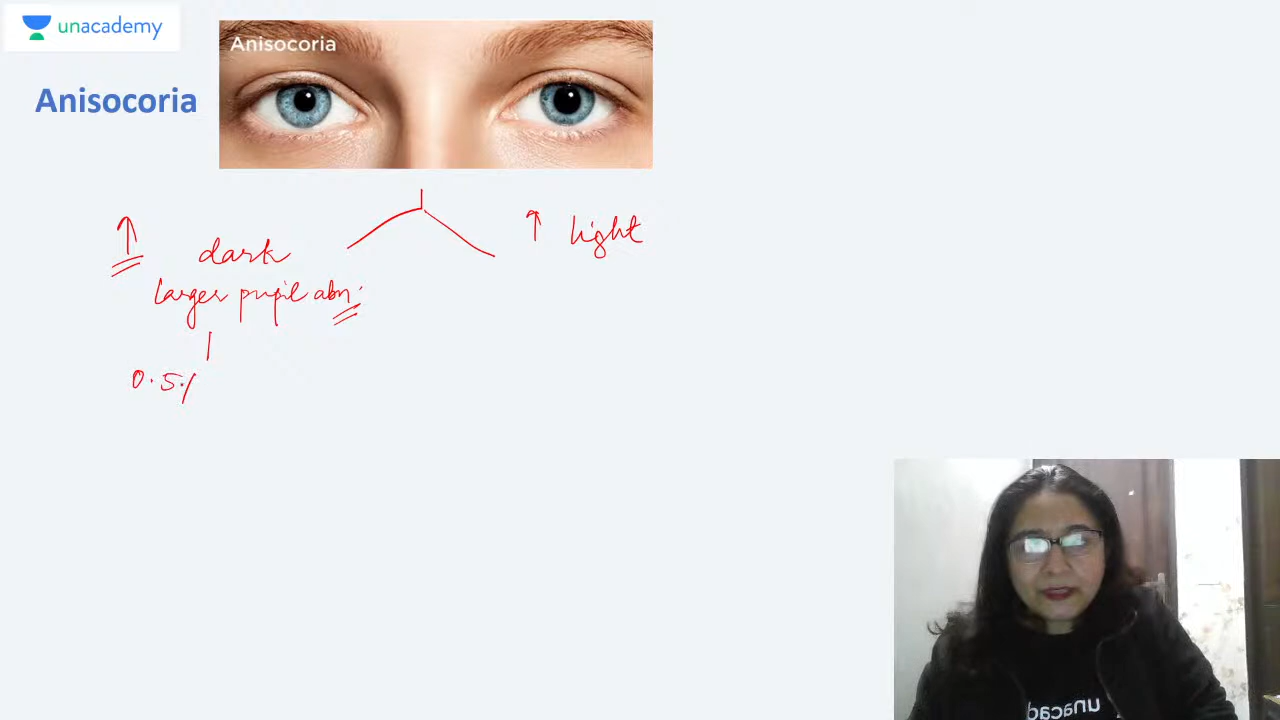 unacademy
Anisocoria
Anisocoria
↑ dark
larger pupil abn.
0.5%
↑ light
unacad